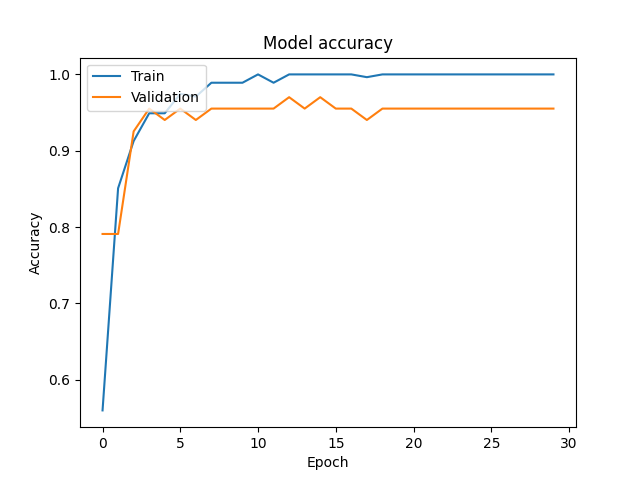 Model accuracy
Train
Validation
1.0
0.9
0.8
0.7
0.6
Accuracy
0 5 10 15 20 25 30
Epoch